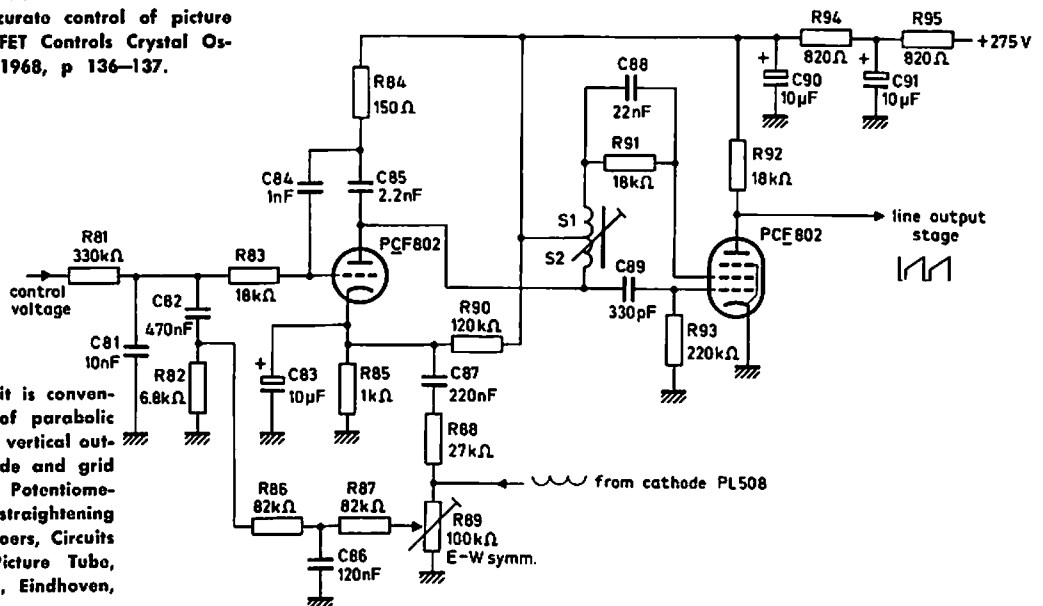 curate control of picture
FET Controls Crystal Os-
1968, p 136–137.
it is conven-
of parabolic
vertical out-
de and grid
Potentiome-
straightening
oers, Circuits
Picture Tube,
, Eindhoven,
R94
820Ω
R95
820Ω
+275V
+
C90
10µF
+
C91
10µF
R84
150Ω
C88
22nF
R91
18kΩ
R92
18kΩ
C84
1nF
C85
2.2nF
S1
S2
PCF802
line output
stage
R81
330kΩ
control
voltage
R83
18kΩ
PCF802
C89
330pF
R90
120kΩ
R93
220kΩ
C82
470nF
C81
10nF
R82
6.8kΩ
+
C83
10µF
R85
1kΩ
C87
220nF
R88
27kΩ
from cathode PL508
R86
82kΩ
R87
82kΩ
R89
100kΩ
E-W symm.
C86
120nF